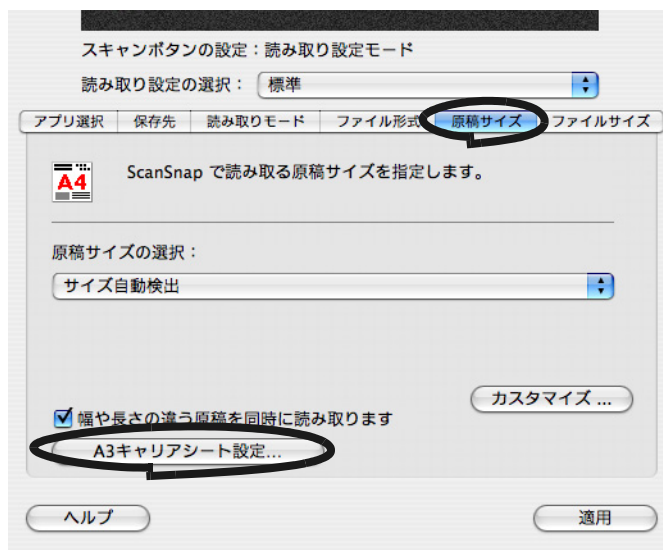 スキャンボタンの設定：読み取り設定モード
読み取り設定の選択： 標準
アプリ選択 保存先 読み取りモード ファイル形式 原稿サイズ ファイルサイズ
A4 ScanSnap で読み取る原稿サイズを指定します。
原稿サイズの選択：
サイズ自動検出
カスタマイズ ...
幅や長さの違う原稿を同時に読み取ります
A3キャリアシート設定...
ヘルプ 適用